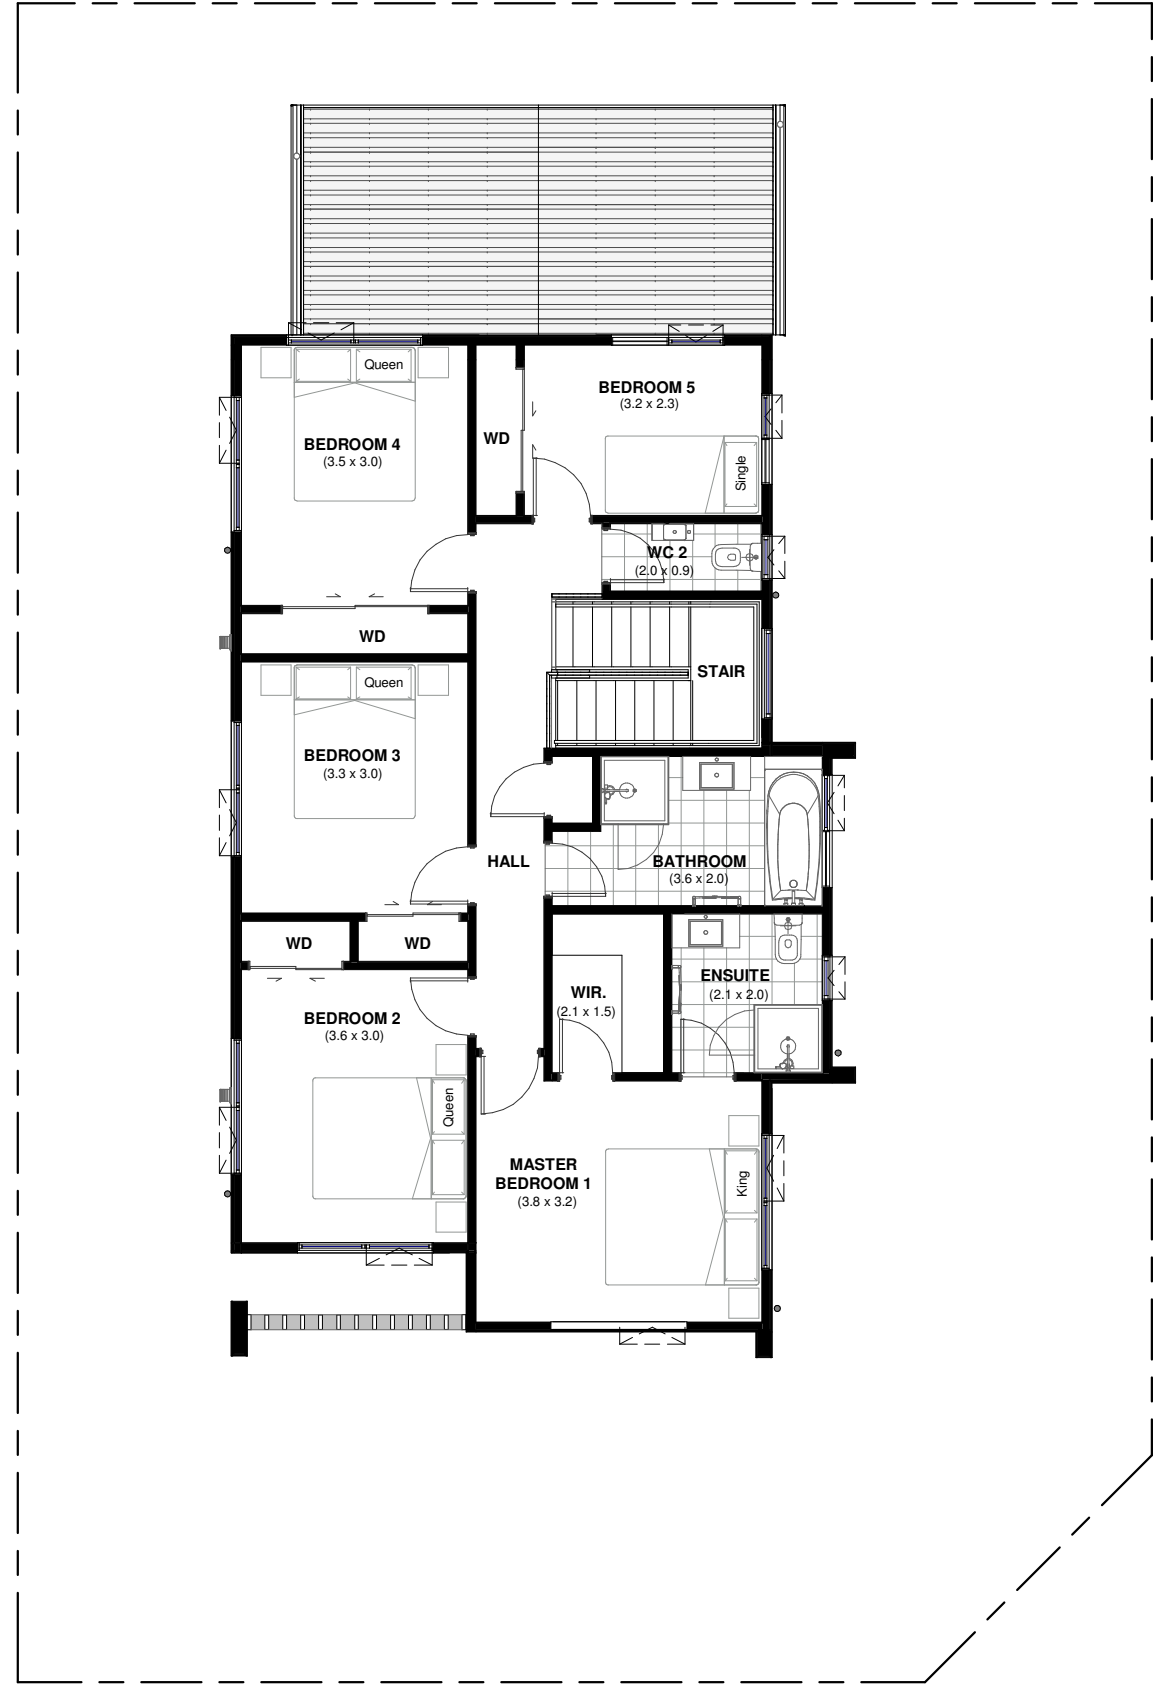 Queen
BEDROOM 4
(3.5 x 3.0)
WD
BEDROOM 5
(3.2 x 2.3)
Single
WC 2
(2.0 x 0.9)
WD
STAIR
Queen
BEDROOM 3
(3.3 x 3.0)
HALL
BATHROOM
(3.6 x 2.0)
WD
WD
BEDROOM 2
(3.6 x 3.0)
Queen
WIR.
(2.1 x 1.5)
ENSUITE
(2.1 x 2.0)
MASTER
BEDROOM 1
(3.8 x 3.2)
King